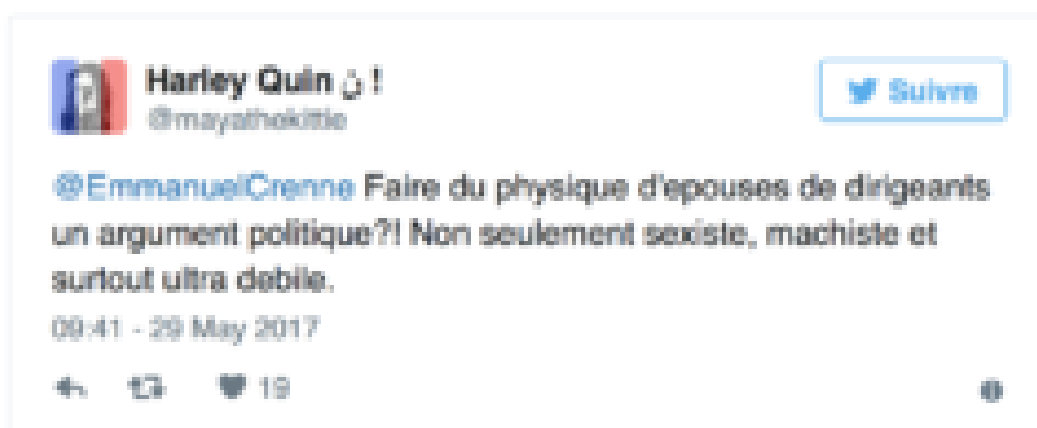 Harley Quin ن !
@mayathekittie
Suivre
@EmmanuelCrenne Faire du physique d'epouses de dirigeants
un argument politique?! Non seulement sexiste, machiste et
surtout ultra debile.
09:41 - 29 May 2017
19